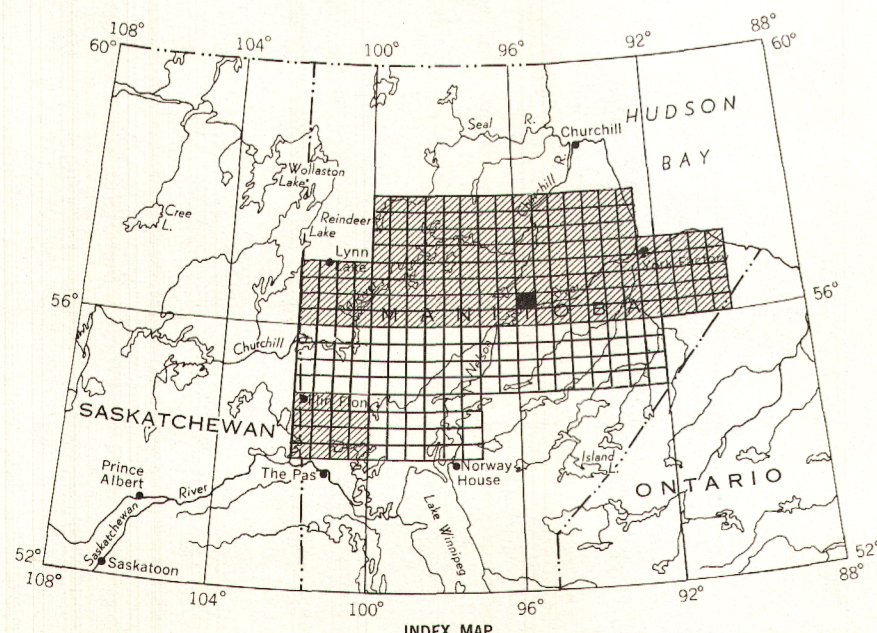 108°
104°
100°
96°
92°
88°
60°
60°
HUDSON
BAY
Seal R.
Churchill
Churchill R.
Wollaston
Lake
Cree
L.
Reindeer
Lake
Lynn
Lake
York Factory
56°
56°
MANITOBA
Churchill
Nelson
Flin Flon
SASKATCHEWAN
Prince
Albert
River
Saskatchewan
The Pas
Norway
House
Island
L.
ONTARIO
Lake Winnipeg
Saskatoon
52°
52°
108°
104°
100°
96°
92°
88°
INDEX MAP